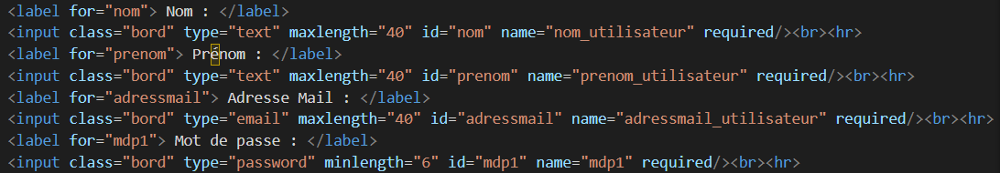 <label for="nom"> Nom : </label>
<input class="bord" type="text" maxlength="40" id="nom" name="nom_utilisateur" required/><br><hr>
<label for="prenom"> Prénom : </label>
<input class="bord" type="text" maxlength="40" id="prenom" name="prenom_utilisateur" required/><br><hr>
<label for="adressmail"> Adresse Mail : </label>
<input class="bord" type="email" maxlength="40" id="adressmail" name="adressmail_utilisateur" required/><br><hr>
<label for="mdp1"> Mot de passe : </label>
<input class="bord" type="password" minlength="6" id="mdp1" name="mdp1" required/><br><hr>